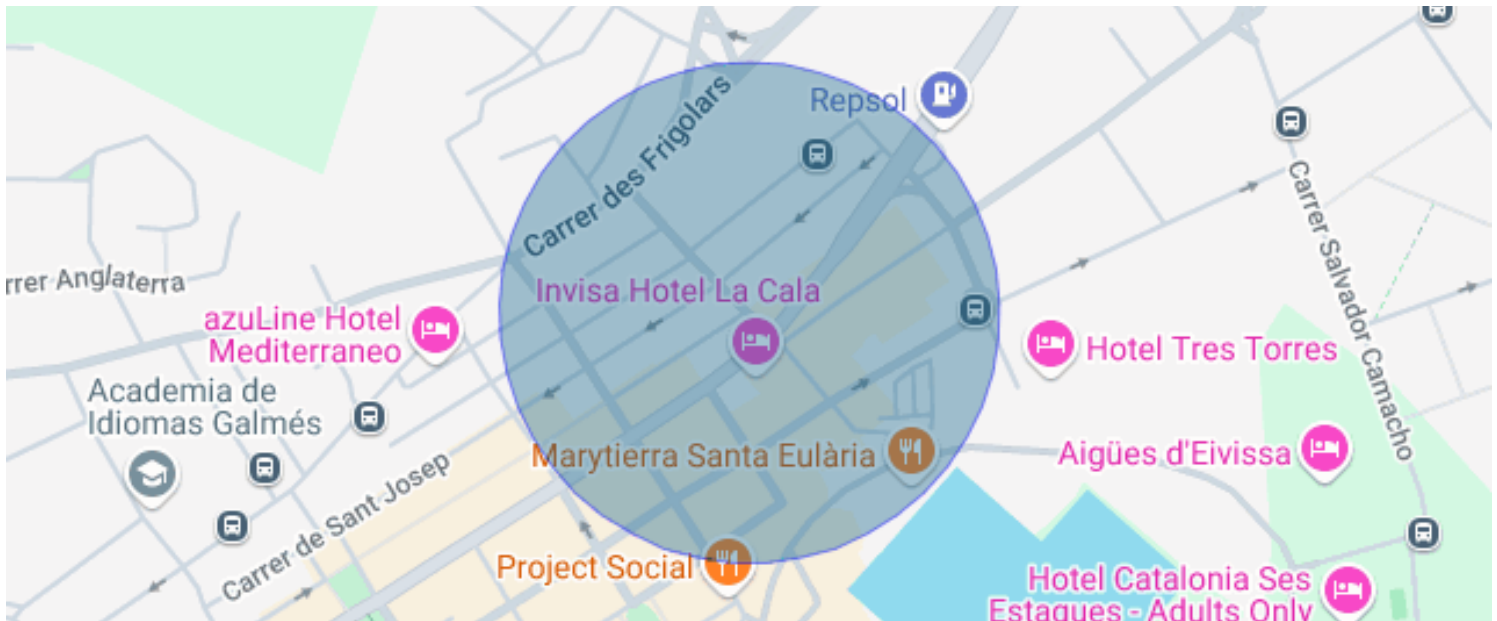 Repsol
Carrer des Frigolars
Carrer Salvador Camacho
rrer Anglaterra
Invisa Hotel La Cala
azuLine Hotel
Mediterraneo
Hotel Tres Torres
Academia de
Idiomas Galmés
Marytierra Santa Eulària
Aigües d'Eivissa
Carrer de Sant Josep
Project Social
Hotel Catalonia Ses
Estagues - Adults Only